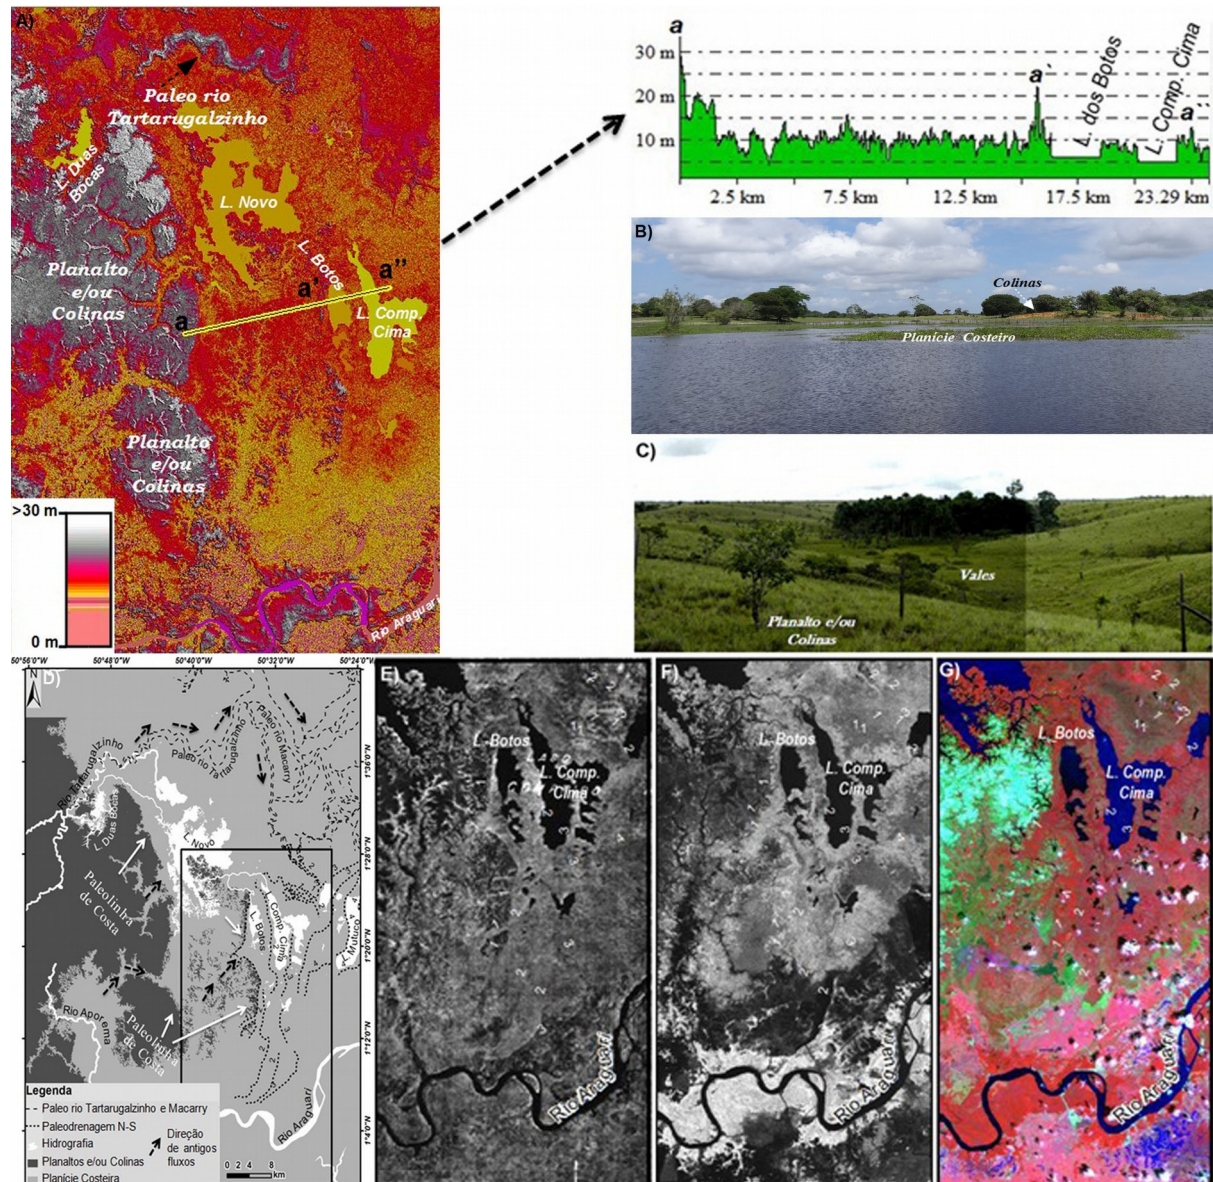 A)
Paleo rio
Tartarugalzinho
L. Duas
Bocas
L. Novo
Planalto
e/ou
Colinas
L. Botos
a
a'
a"
L. Comp.
Cima
Planalto
e/ou
Colinas
>30 m
0 m
Rio Araguari
a
30 m
20 m
10 m
a´
L. dos Botos
L. Comp. Cima
a´´
2.5 km
7.5 km
12.5 km
17.5 km
23.29 km
B)
Colinas
Planície Costeiro
C)
Vales
Planalto e/ou
Colinas
50°56'W
50°48'W
50°40'W
50°32'W
50°24'W
D)
N
Rio Tartarugalzinho
Paleo rio Tartarugalzinho
Paleo rio Macarry
L. Duas Bocas
L. Novo
Paleolinha
de Costa
L. Botos
Comp. Cima
L. Mutuco
Rio Aporema
Paleolinha
de Costa
Rio Araguari
1°36'0"N
1°28'0"N
1°20'0"N
1°12'0"N
1°4'0"N
Legenda
Paleo rio Tartarugalzinho e Macarry
Paleodrenagem N-S
Hidrografia
Planaltos e/ou Colinas
Planície Costeira
Direção
de antigos
fluxos
0 2 4 8
km
E)
L. Botos
L. Comp.
Cima
Rio Araguari
F)
L. Botos
L. Comp.
Cima
Rio Araguari
G)
L. Botos
L. Comp.
Cima
Rio Araguari